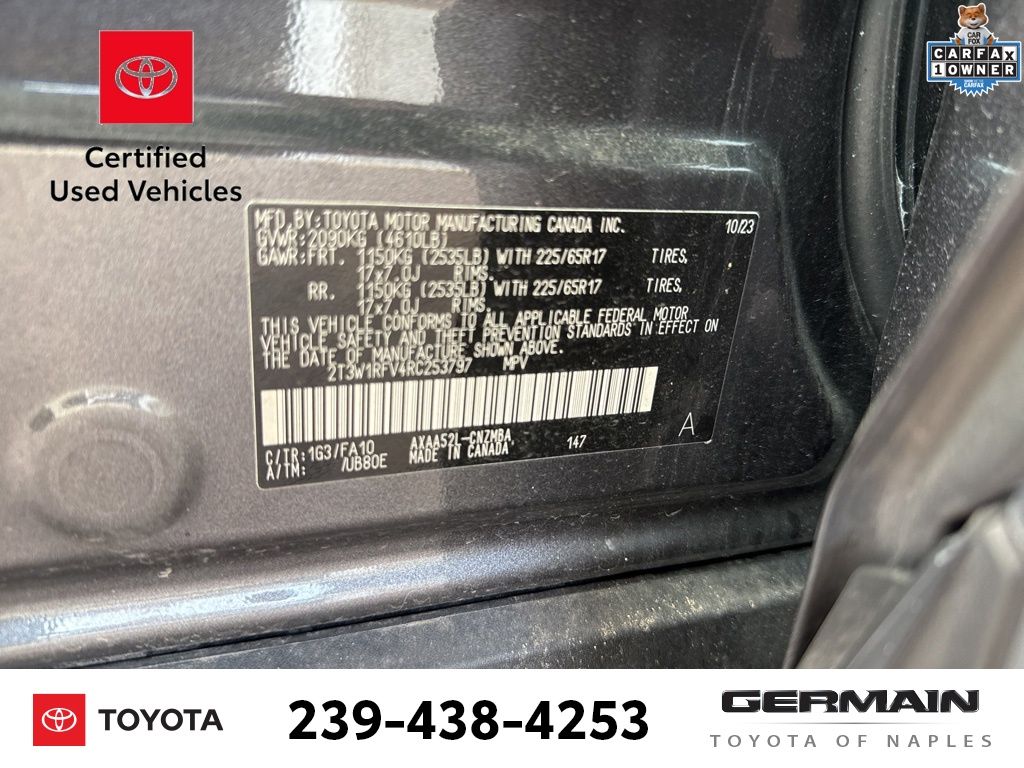 Certified
Used Vehicles
CAR
FOX
CARFAX
1 OWNER
CARFAX
MFD. BY: TOYOTA MOTOR MANUFACTURING CANADA INC. 10/23
GVWR: 2090KG (4610LB)
GAWR: FRT. 1150KG (2535LB) WITH 225/65R17 TIRES,
17x7.0J RIMS.
RR. 1150KG (2535LB) WITH 225/65R17 TIRES,
17x7.0J RIMS.
THIS VEHICLE CONFORMS TO ALL APPLICABLE FEDERAL MOTOR
VEHICLE SAFETY AND THEFT PREVENTION STANDARDS IN EFFECT ON
THE DATE OF MANUFACTURE SHOWN ABOVE.
2T3W1RFV4RC253797 MPV
C/TR: 1G3/FA10 AXAA52L-CNZMBA 147 A
A/TM: /UB80E MADE IN CANADA
TOYOTA 239-438-4253 GERMAIN
TOYOTA OF NAPLES